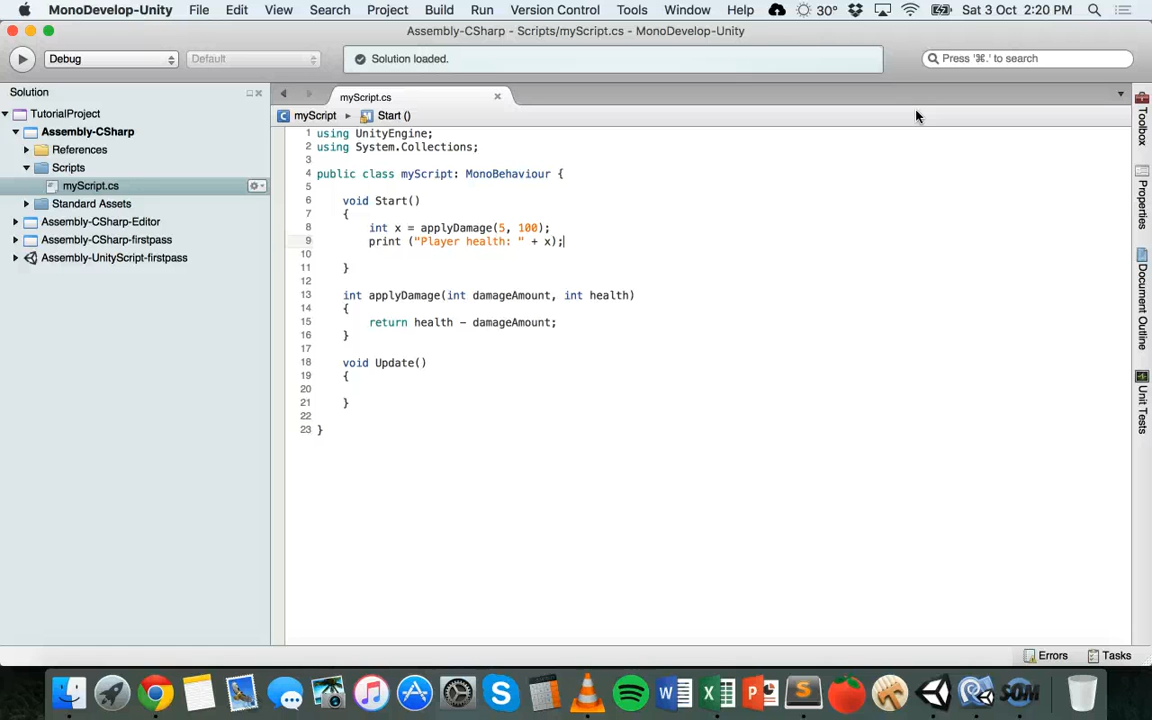 MonoDevelop-Unity File Edit View Search Project Build Run Version Control Tools Window Help 30° Sat 3 Oct 2:20 PM
Assembly-CSharp - Scripts/myScript.cs - MonoDevelop-Unity
Debug Default Solution loaded. Press '⌘.' to search
Solution
TutorialProject
Assembly-CSharp
References
Scripts
myScript.cs
Standard Assets
Assembly-CSharp-Editor
Assembly-CSharp-firstpass
Assembly-UnityScript-firstpass
myScript.cs
myScript Start ()
1 using UnityEngine;
2 using System.Collections;
3
4 public class myScript: MonoBehaviour {
5
6 void Start()
7 {
8 int x = applyDamage(5, 100);
9 print ("Player health: " + x);
10
11 }
12
13 int applyDamage(int damageAmount, int health)
14 {
15 return health - damageAmount;
16 }
17
18 void Update()
19 {
20
21 }
22
23 }
Toolbox
Properties
Document Outline
Unit Tests
Errors Tasks
SOM